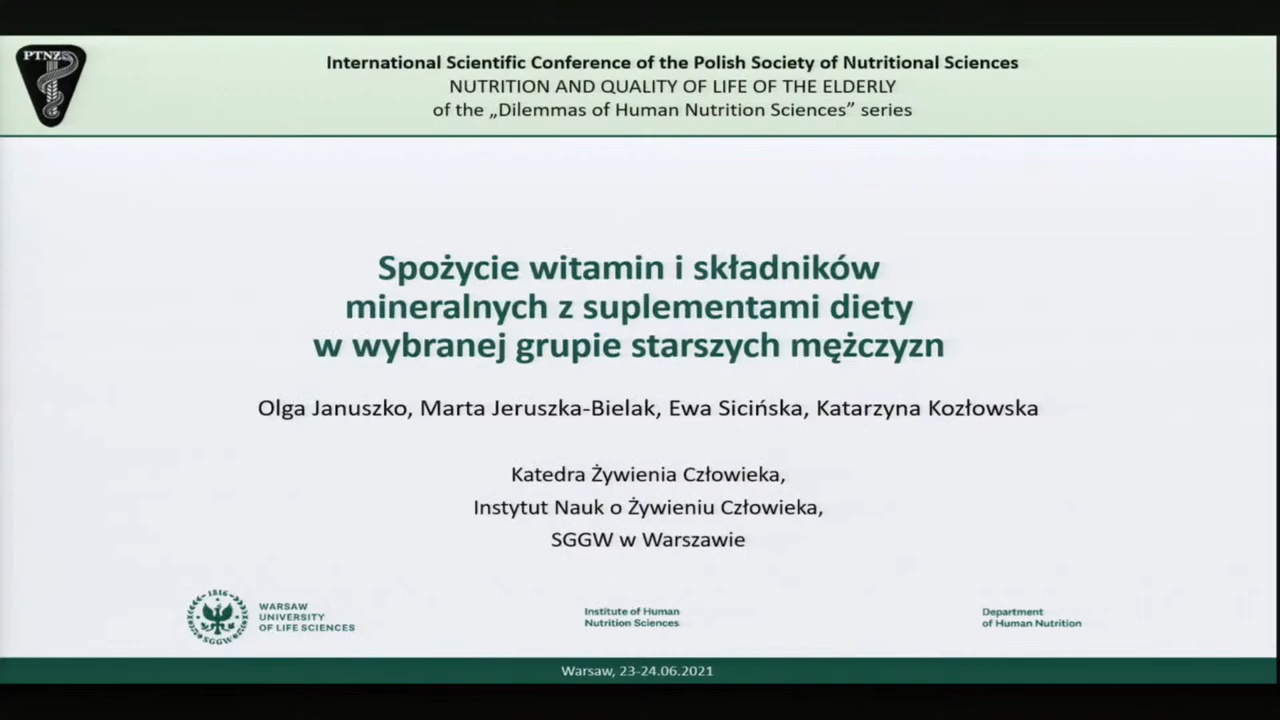 PTNŻ
International Scientific Conference of the Polish Society of Nutritional Sciences
NUTRITION AND QUALITY OF LIFE OF THE ELDERLY
of the „Dilemmas of Human Nutrition Sciences” series
Spożycie witamin i składników
mineralnych z suplementami diety
w wybranej grupie starszych mężczyzn
Olga Januszko, Marta Jeruszka-Bielak, Ewa Sicińska, Katarzyna Kozłowska
Katedra Żywienia Człowieka,
Instytut Nauk o Żywieniu Człowieka,
SGGW w Warszawie
1816
SGGW
WARSAW
UNIVERSITY
OF LIFE SCIENCES
Institute of Human
Nutrition Sciences
Department
of Human Nutrition
Warsaw, 23-24.06.2021